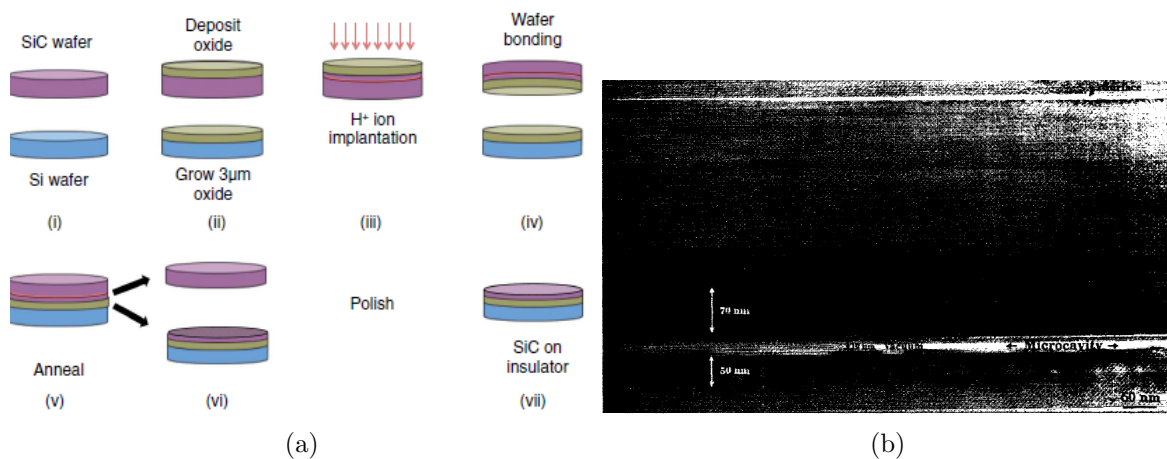 SiC wafer
Si wafer
(i)
Deposit
oxide
Grow 3µm
oxide
(ii)
H⁺ ion
implantation
(iii)
Wafer
bonding
(iv)
Anneal
(v)
(vi)
Polish
SiC on
insulator
(vii)
(a)
70 nm
← Microcavity →
50 nm
60 nm
(b)